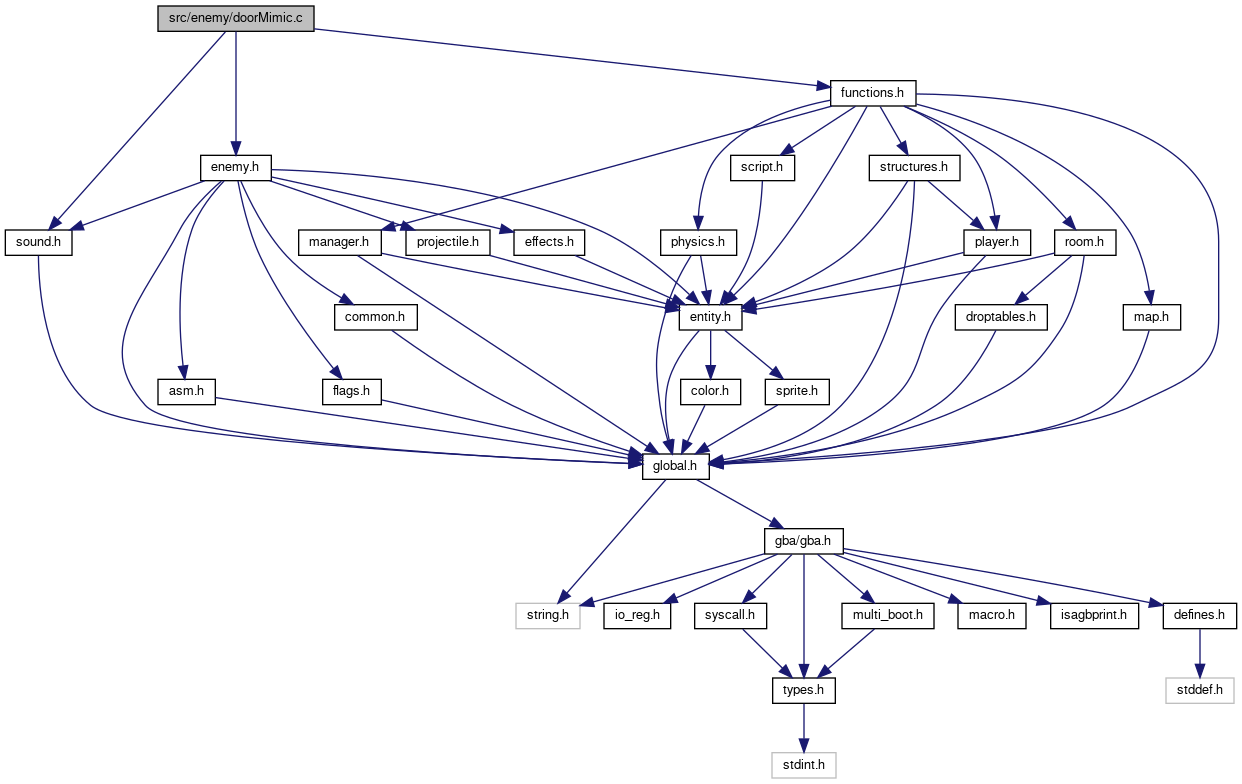 src/enemy/doorMimic.c
functions.h
enemy.h
script.h
structures.h
sound.h
manager.h
projectile.h
effects.h
physics.h
player.h
room.h
common.h
entity.h
droptables.h
map.h
asm.h
flags.h
color.h
sprite.h
global.h
gba/gba.h
string.h
io_reg.h
syscall.h
multi_boot.h
macro.h
isagbprint.h
defines.h
types.h
stddef.h
stdint.h